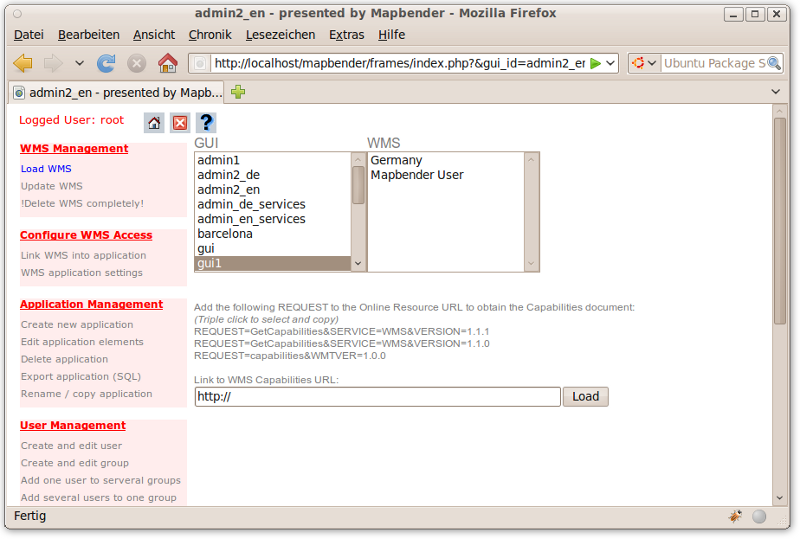 admin2_en - presented by Mapbender - Mozilla Firefox
Datei Bearbeiten Ansicht Chronik Lesezeichen Extras Hilfe
http://localhost/mapbender/frames/index.php?&gui_id=admin2_er
Ubuntu Package S
admin2_en - presented by Mapb...
Logged User: root
?
WMS Management
Load WMS
Update WMS
!Delete WMS completely!
Configure WMS Access
Link WMS into application
WMS application settings
Application Management
Create new application
Edit application elements
Delete application
Export application (SQL)
Rename / copy application
User Management
Create and edit user
Create and edit group
Add one user to serveral groups
Add several users to one group
GUI
admin1
admin2_de
admin2_en
admin_de_services
admin_en_services
barcelona
gui
gui1
WMS
Germany
Mapbender User
Add the following REQUEST to the Online Resource URL to obtain the Capabilities document:
(Triple click to select and copy)
REQUEST=GetCapabilities&SERVICE=WMS&VERSION=1.1.1
REQUEST=GetCapabilities&SERVICE=WMS&VERSION=1.1.0
REQUEST=capabilities&WMTVER=1.0.0
Link to WMS Capabilities URL:
http:// Load
Fertig